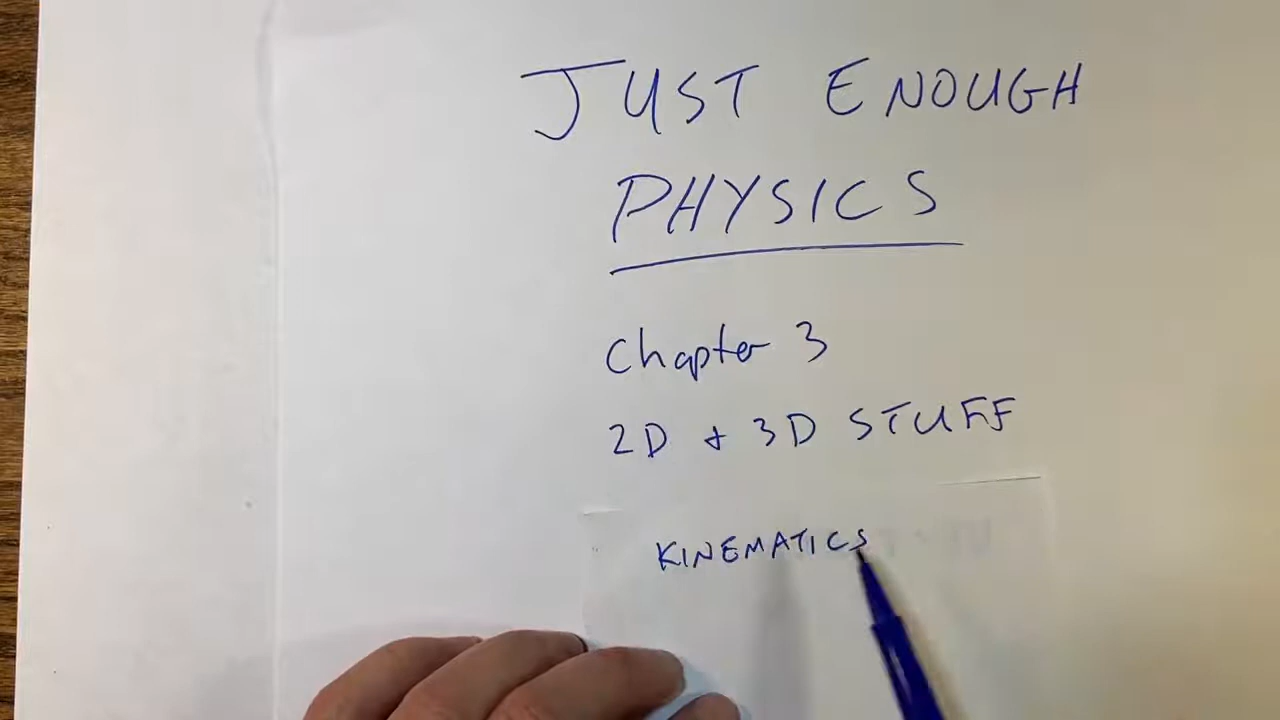 JUST ENOUGH
PHYSICS
Chapter 3
2D + 3D STUFF
KINEMATICS